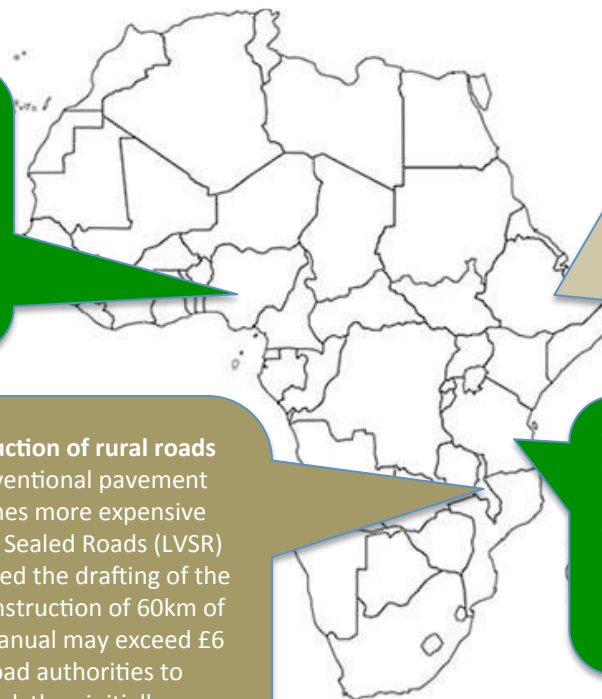 uction of rural roads
ventional pavement
nes more expensive
Sealed Roads (LVSR)
ed the drafting of the
nstruction of 60km of
anual may exceed £6
oad authorities to